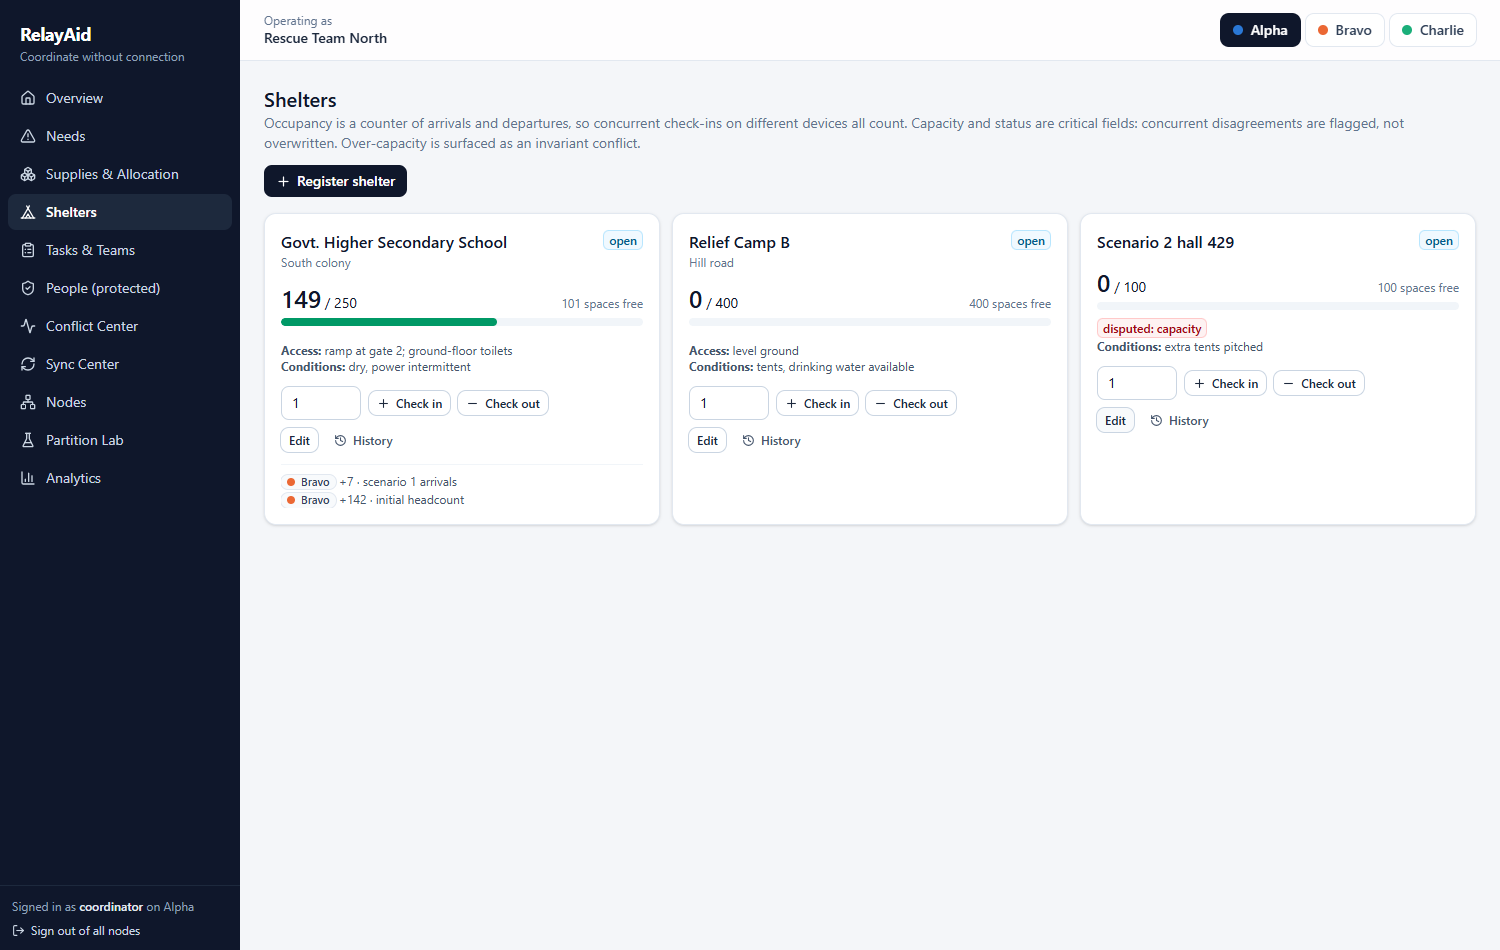 RelayAid
Coordinate without connection
Overview
Needs
Supplies & Allocation
Shelters
Tasks & Teams
People (protected)
Conflict Center
Sync Center
Nodes
Partition Lab
Analytics
Signed in as coordinator on Alpha
Sign out of all nodes
Operating as
Rescue Team North
Alpha
Bravo
Charlie
Shelters
Occupancy is a counter of arrivals and departures, so concurrent check-ins on different devices all count. Capacity and status are critical fields: concurrent disagreements are flagged, not
overwritten. Over-capacity is surfaced as an invariant conflict.
+ Register shelter
Govt. Higher Secondary School
open
South colony
149 / 250
101 spaces free
Access: ramp at gate 2; ground-floor toilets
Conditions: dry, power intermittent
1
+ Check in
− Check out
Edit
History
Bravo +7 · scenario 1 arrivals
Bravo +142 · initial headcount
Relief Camp B
open
Hill road
0 / 400
400 spaces free
Access: level ground
Conditions: tents, drinking water available
1
+ Check in
− Check out
Edit
History
Scenario 2 hall 429
open
0 / 100
100 spaces free
disputed: capacity
Conditions: extra tents pitched
1
+ Check in
− Check out
Edit
History